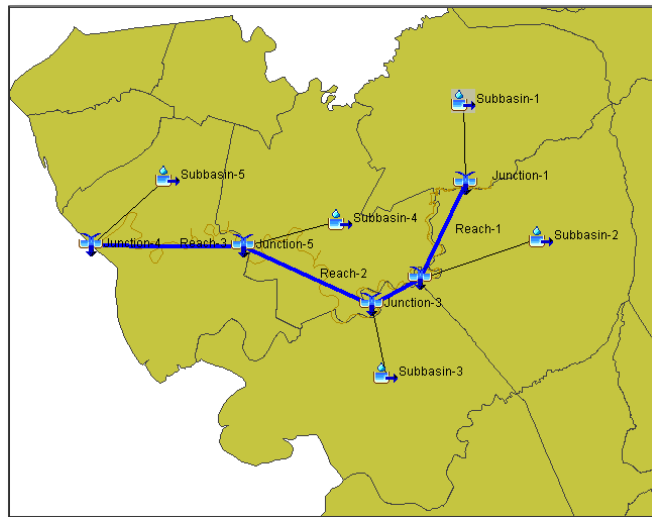 Subbasin-1
Junction-1
Subbasin-5
Subbasin-4
Reach-1
Subbasin-2
Junction-4
Reach-3
Junction-5
Reach-2
Junction-3
Subbasin-3